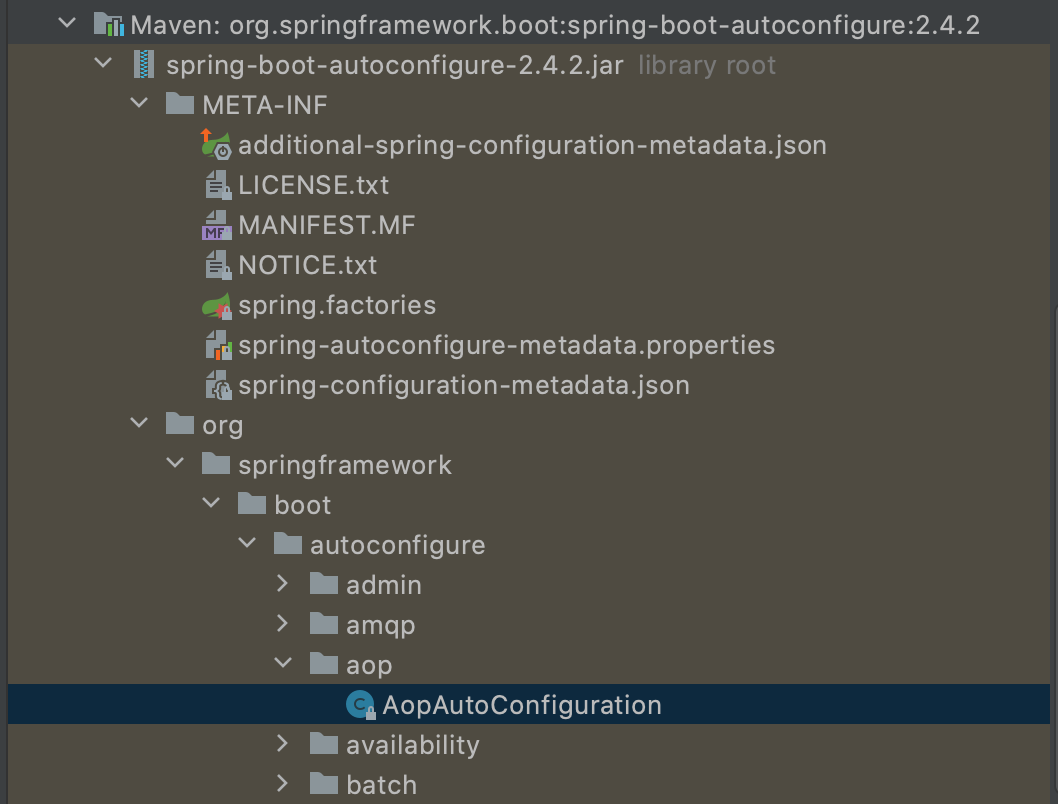 Maven: org.springframework.boot:spring-boot-autoconfigure:2.4.2
spring-boot-autoconfigure-2.4.2.jar library root
META-INF
additional-spring-configuration-metadata.json
LICENSE.txt
MF MANIFEST.MF
NOTICE.txt
spring.factories
spring-autoconfigure-metadata.properties
spring-configuration-metadata.json
org
springframework
boot
autoconfigure
admin
amqp
aop
C AopAutoConfiguration
availability
batch